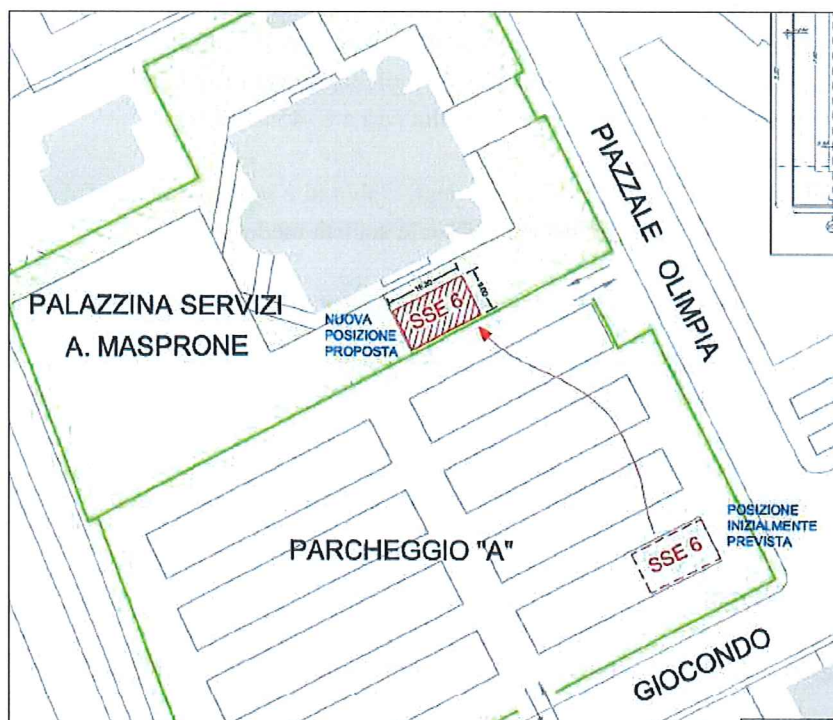 PIAZZALE OLIMPIA
PALAZZINA SERVIZI
A. MASPRONE
NUOVA
POSIZIONE
PROPOSTA
SSE 6
PARCHEGGIO "A"
POSIZIONE
INIZIALMENTE
PREVISTA
SSE 6
GIOCONDO